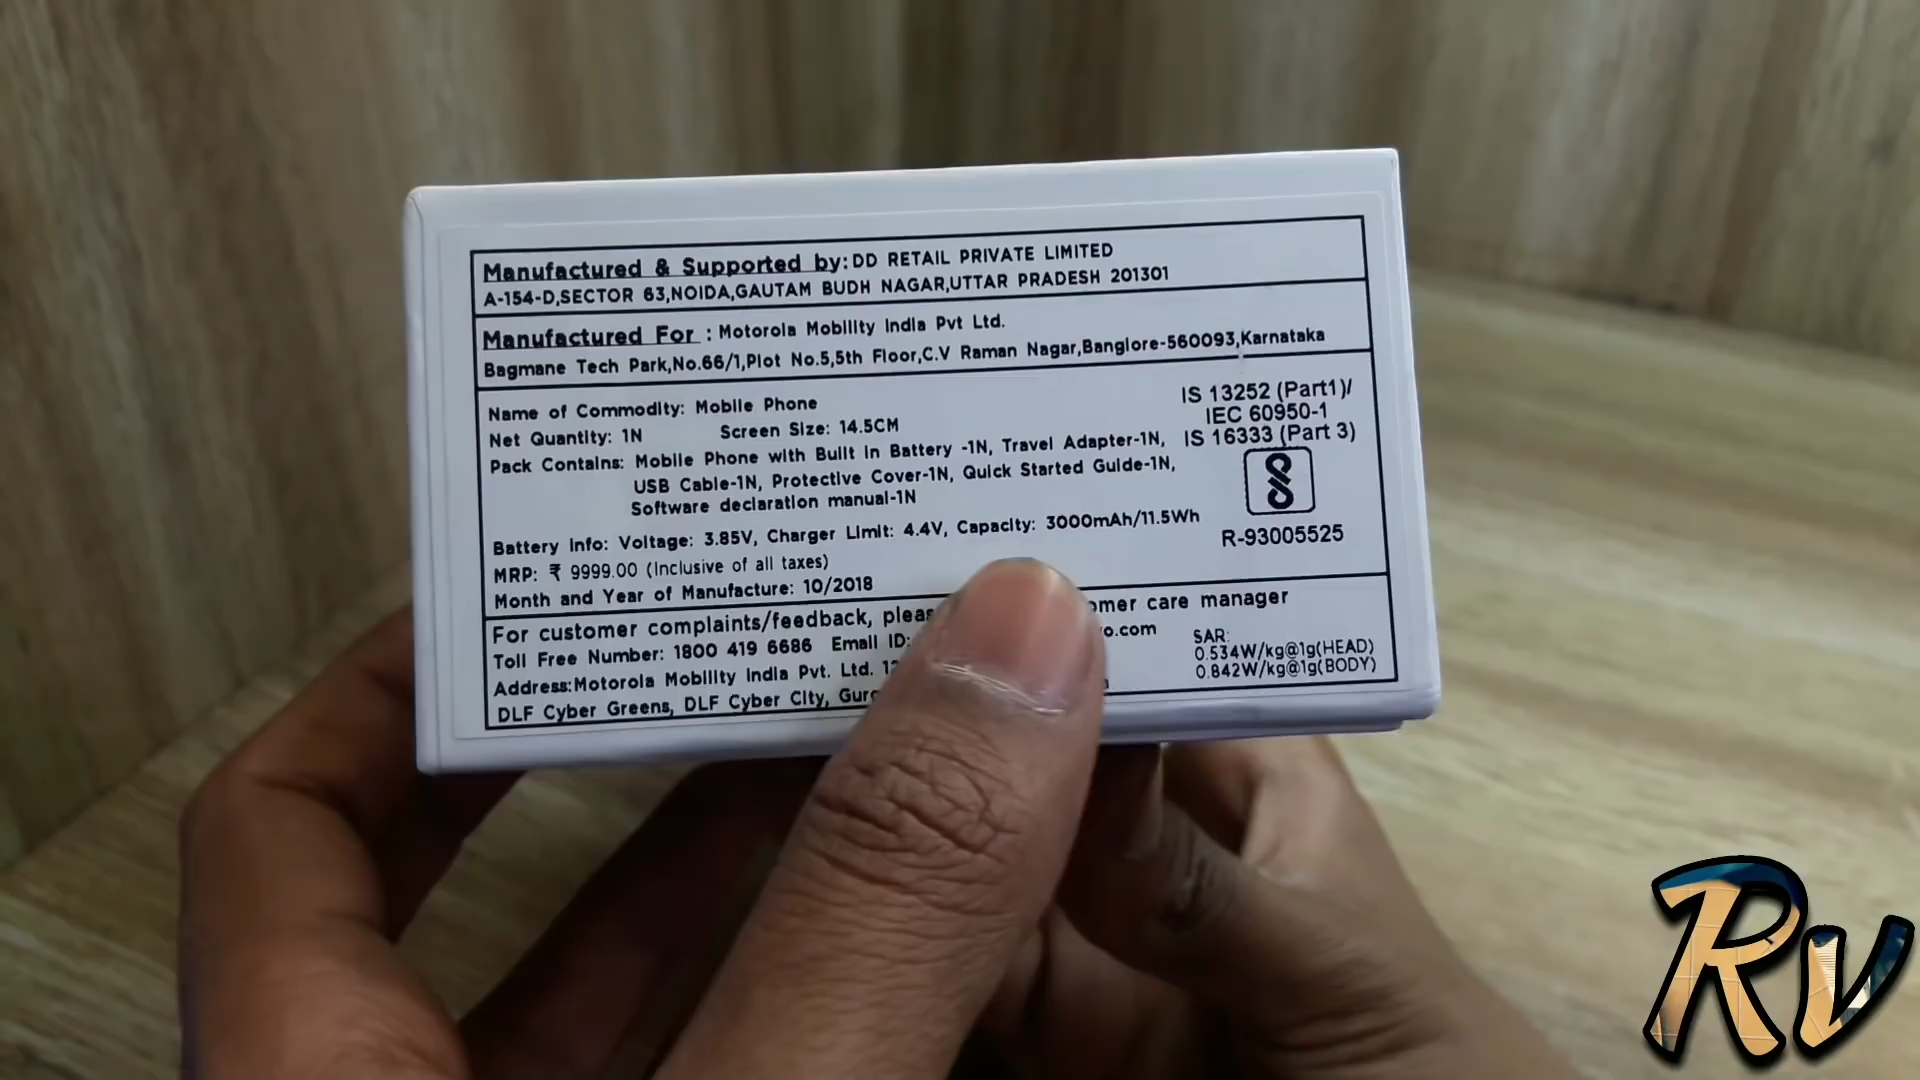 Manufactured & Supported by: DD RETAIL PRIVATE LIMITED
A-154-D,SECTOR 63,NOIDA,GAUTAM BUDH NAGAR,UTTAR PRADESH 201301
Manufactured For : Motorola Mobility India Pvt Ltd.
Bagmane Tech Park,No.66/1,Plot No.5,5th Floor,C.V Raman Nagar,Banglore-560093,Karnataka
Name of Commodity: Mobile Phone
Net Quantity: 1N Screen Size: 14.5CM
Pack Contains: Mobile Phone with Built in Battery -1N, Travel Adapter-1N,
USB Cable-1N, Protective Cover-1N, Quick Started Guide-1N,
Software declaration manual-1N
IS 13252 (Part1)/
IEC 60950-1
IS 16333 (Part 3)
R-93005525
Battery Info: Voltage: 3.85V, Charger Limit: 4.4V, Capacity: 3000mAh/11.5Wh
MRP: ₹ 9999.00 (Inclusive of all taxes)
Month and Year of Manufacture: 10/2018
For customer complaints/feedback, care manager
Toll Free Number: 1800 419 6686 Email ID:
Address:Motorola Mobility India Pvt. Ltd.
DLF Cyber Greens, DLF Cyber City,
SAR:
0.534W/kg@1g(HEAD)
0.842W/kg@1g(BODY)
Rv